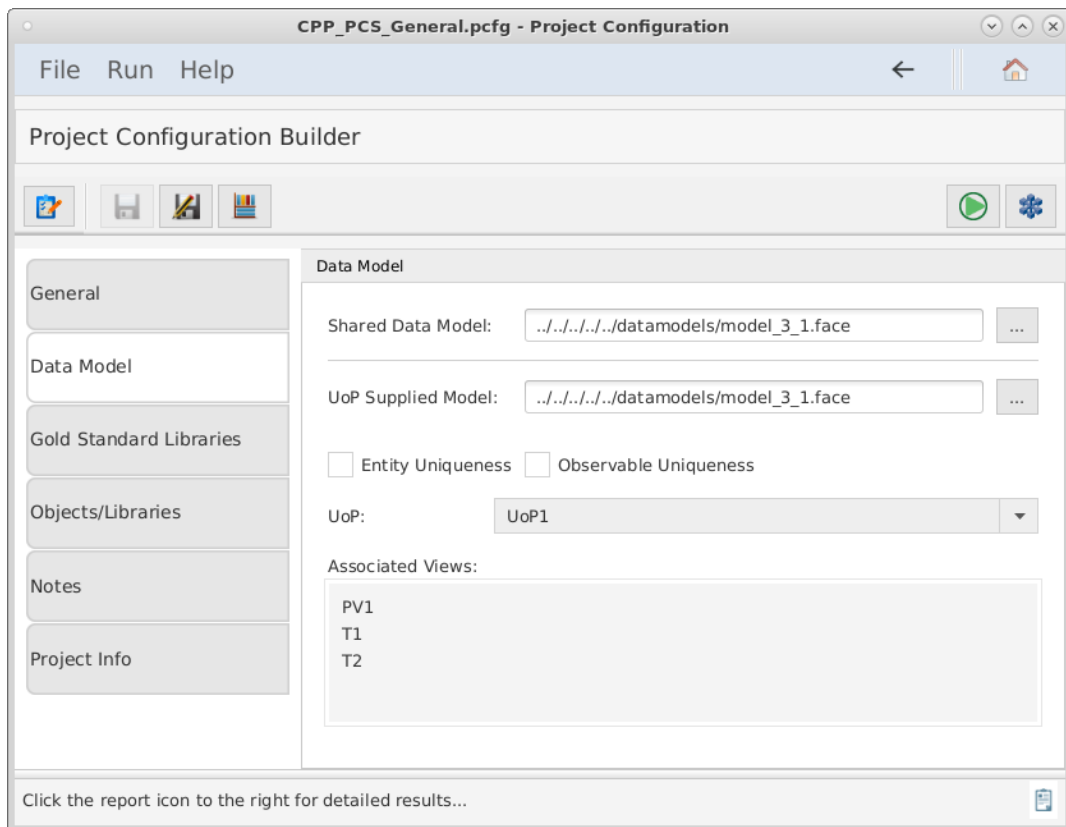 CPP_PCS_General.pcfg - Project Configuration
File Run Help
Project Configuration Builder
General
Data Model
Gold Standard Libraries
Objects/Libraries
Notes
Project Info
Data Model
Shared Data Model: ../../../../../datamodels/model_3_1.face ...
UoP Supplied Model: ../../../../../datamodels/model_3_1.face ...
Entity Uniqueness Observable Uniqueness
UoP: UoP1
Associated Views:
PV1
T1
T2
Click the report icon to the right for detailed results...